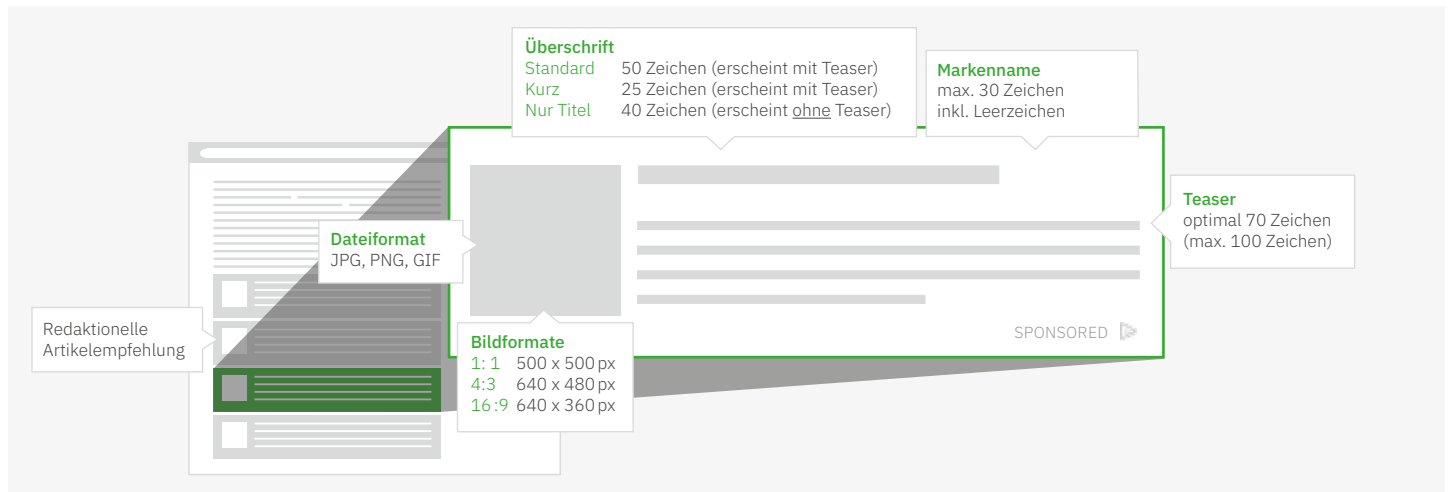 Überschrift
Standard 50 Zeichen (erscheint mit Teaser)
Kurz 25 Zeichen (erscheint mit Teaser)
Nur Titel 40 Zeichen (erscheint ohne Teaser)
Markenname
max. 30 Zeichen
inkl. Leerzeichen
Teaser
optimal 70 Zeichen
(max. 100 Zeichen)
Dateiformat
JPG, PNG, GIF
Redaktionelle
Artikelempfehlung
SPONSORED
Bildformate
1:1 500 x 500 px
4:3 640 x 480 px
16:9 640 x 360 px